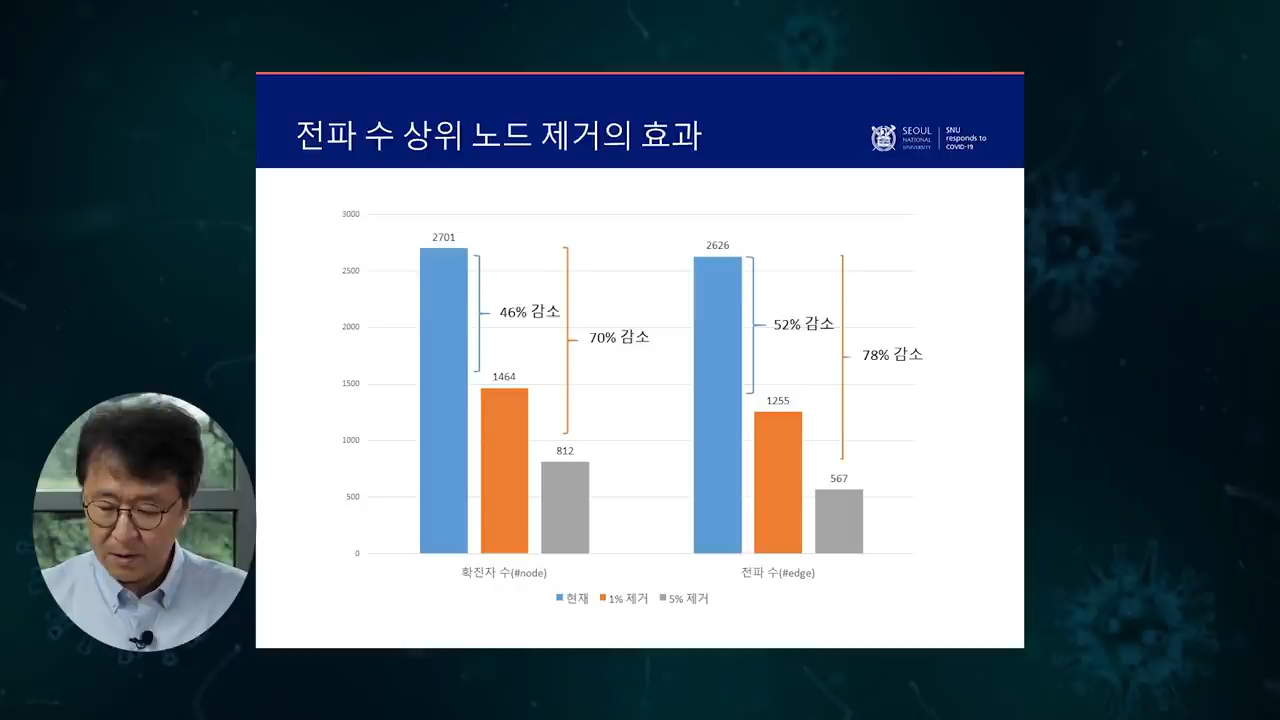 전파 수 상위 노드 제거의 효과
SEOUL
NATIONAL
UNIVERSITY
SNU
responds to
COVID-19
3000
2500
2000
1500
1000
500
0
2701
1464
812
46% 감소
70% 감소
2626
1255
567
52% 감소
78% 감소
확진자 수(#node)
전파 수(#edge)
현재
1% 제거
5% 제거